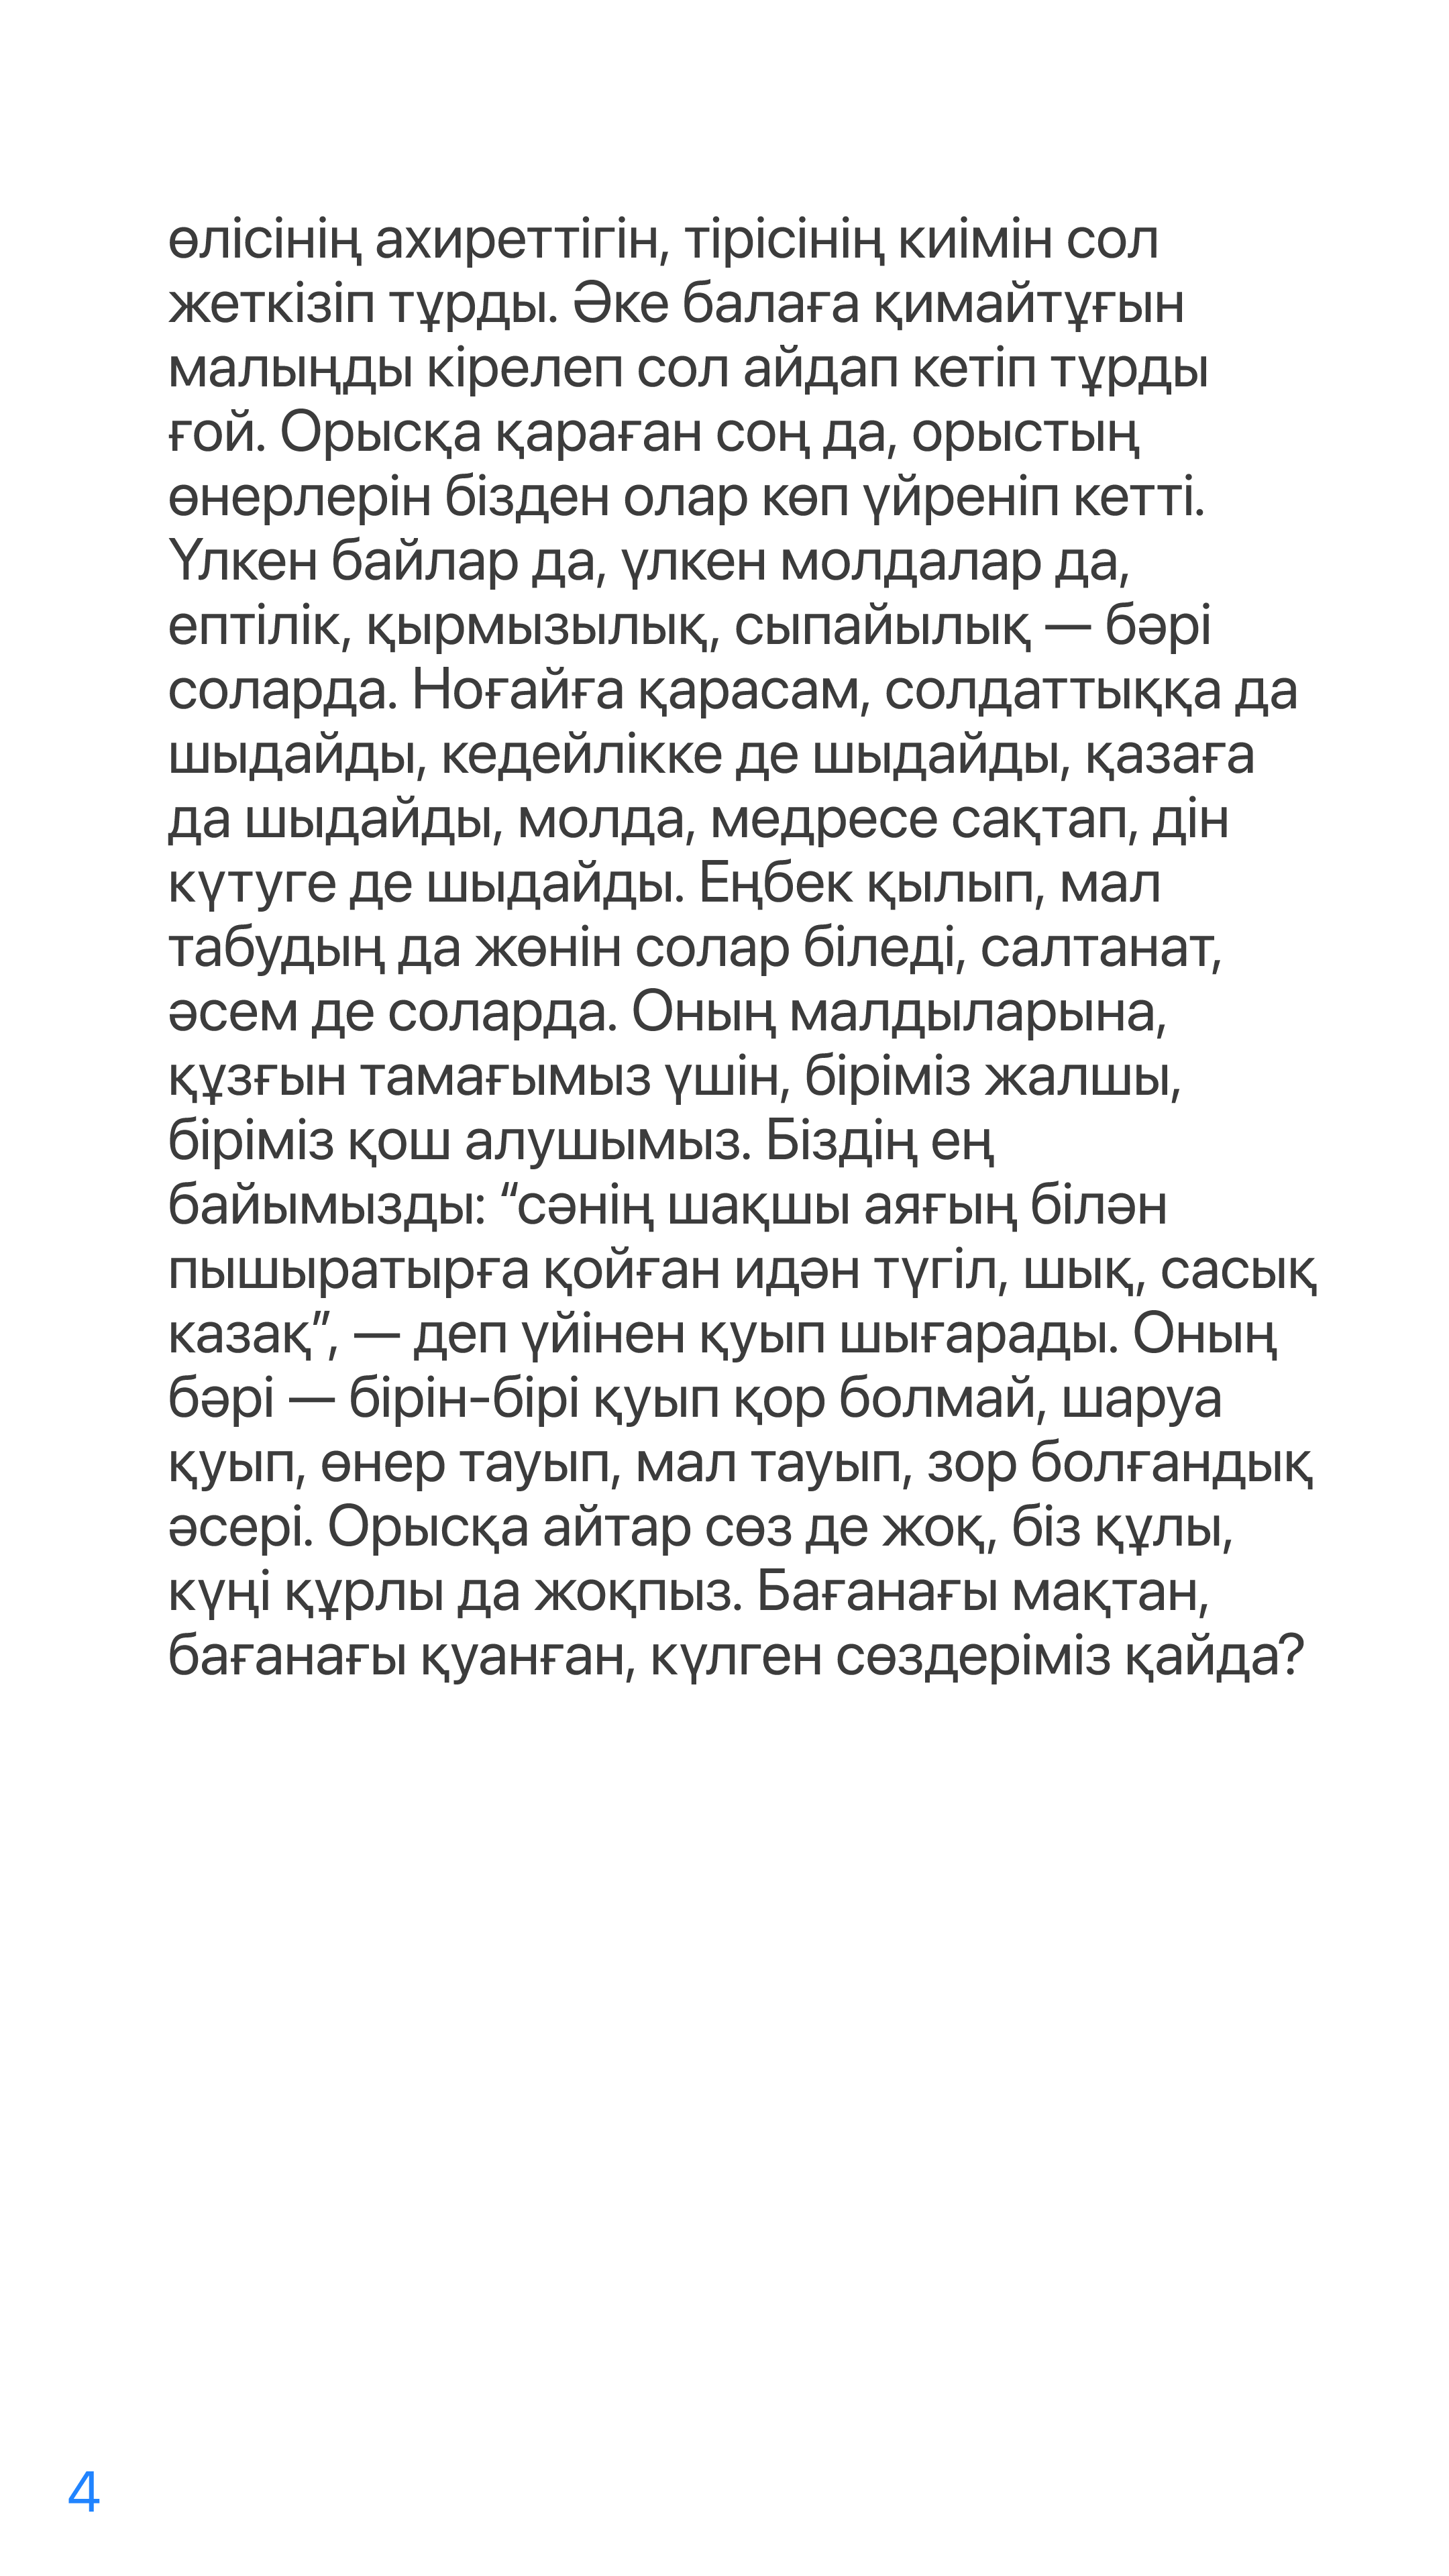 өлісінің ахиреттігін, тірісінің киімін сол
жеткізіп тұрды. Әке балаға қимайтұғын
малыңды кірелеп сол айдап кетіп тұрды
ғой. Орысқа қараған соң да, орыстың
өнерлерін бізден олар көп үйреніп кетті.
Үлкен байлар да, үлкен молдалар да,
ептілік, қырмызылық, сыпайылық — бәрі
соларда. Ноғайға қарасам, солдаттыққа да
шыдайды, кедейлікке де шыдайды, қазаға
да шыдайды, молда, медресе сақтап, дін
күтуге де шыдайды. Еңбек қылып, мал
табудың да жөнін солар біледі, салтанат,
әсем де соларда. Оның малдыларына,
құзғын тамағымыз үшін, біріміз жалшы,
біріміз қош алушымыз. Біздің ең
байымызды: “сәнің шақшы аяғың білән
пышыратырға қойған идән түгіл, шық, сасық
казақ”, — деп үйінен қуып шығарады. Оның
бәрі — бірін-бірі қуып қор болмай, шаруа
қуып, өнер тауып, мал тауып, зор болғандық
әсері. Орысқа айтар сөз де жоқ, біз құлы,
күңі құрлы да жоқпыз. Бағанағы мақтан,
бағанағы қуанған, күлген сөздеріміз қайда?
4